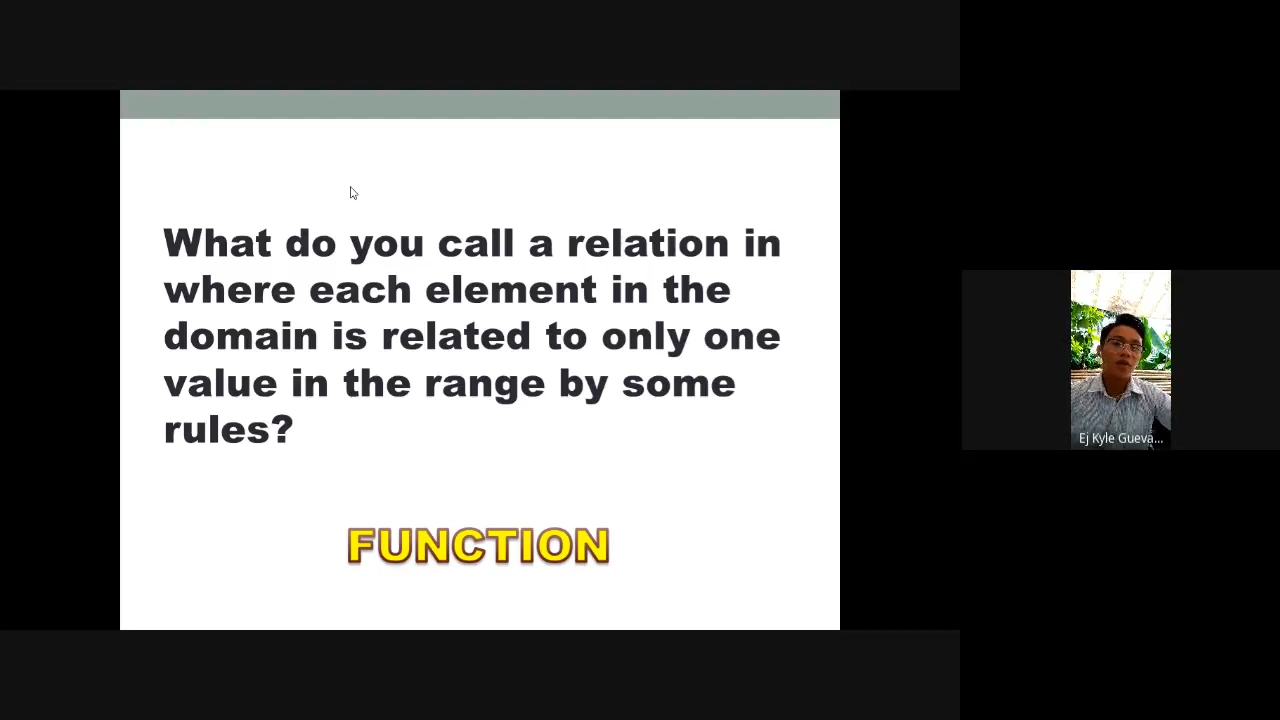 What do you call a relation in
where each element in the
domain is related to only one
value in the range by some
rules?
FUNCTION
Ej Kyle Gueva...